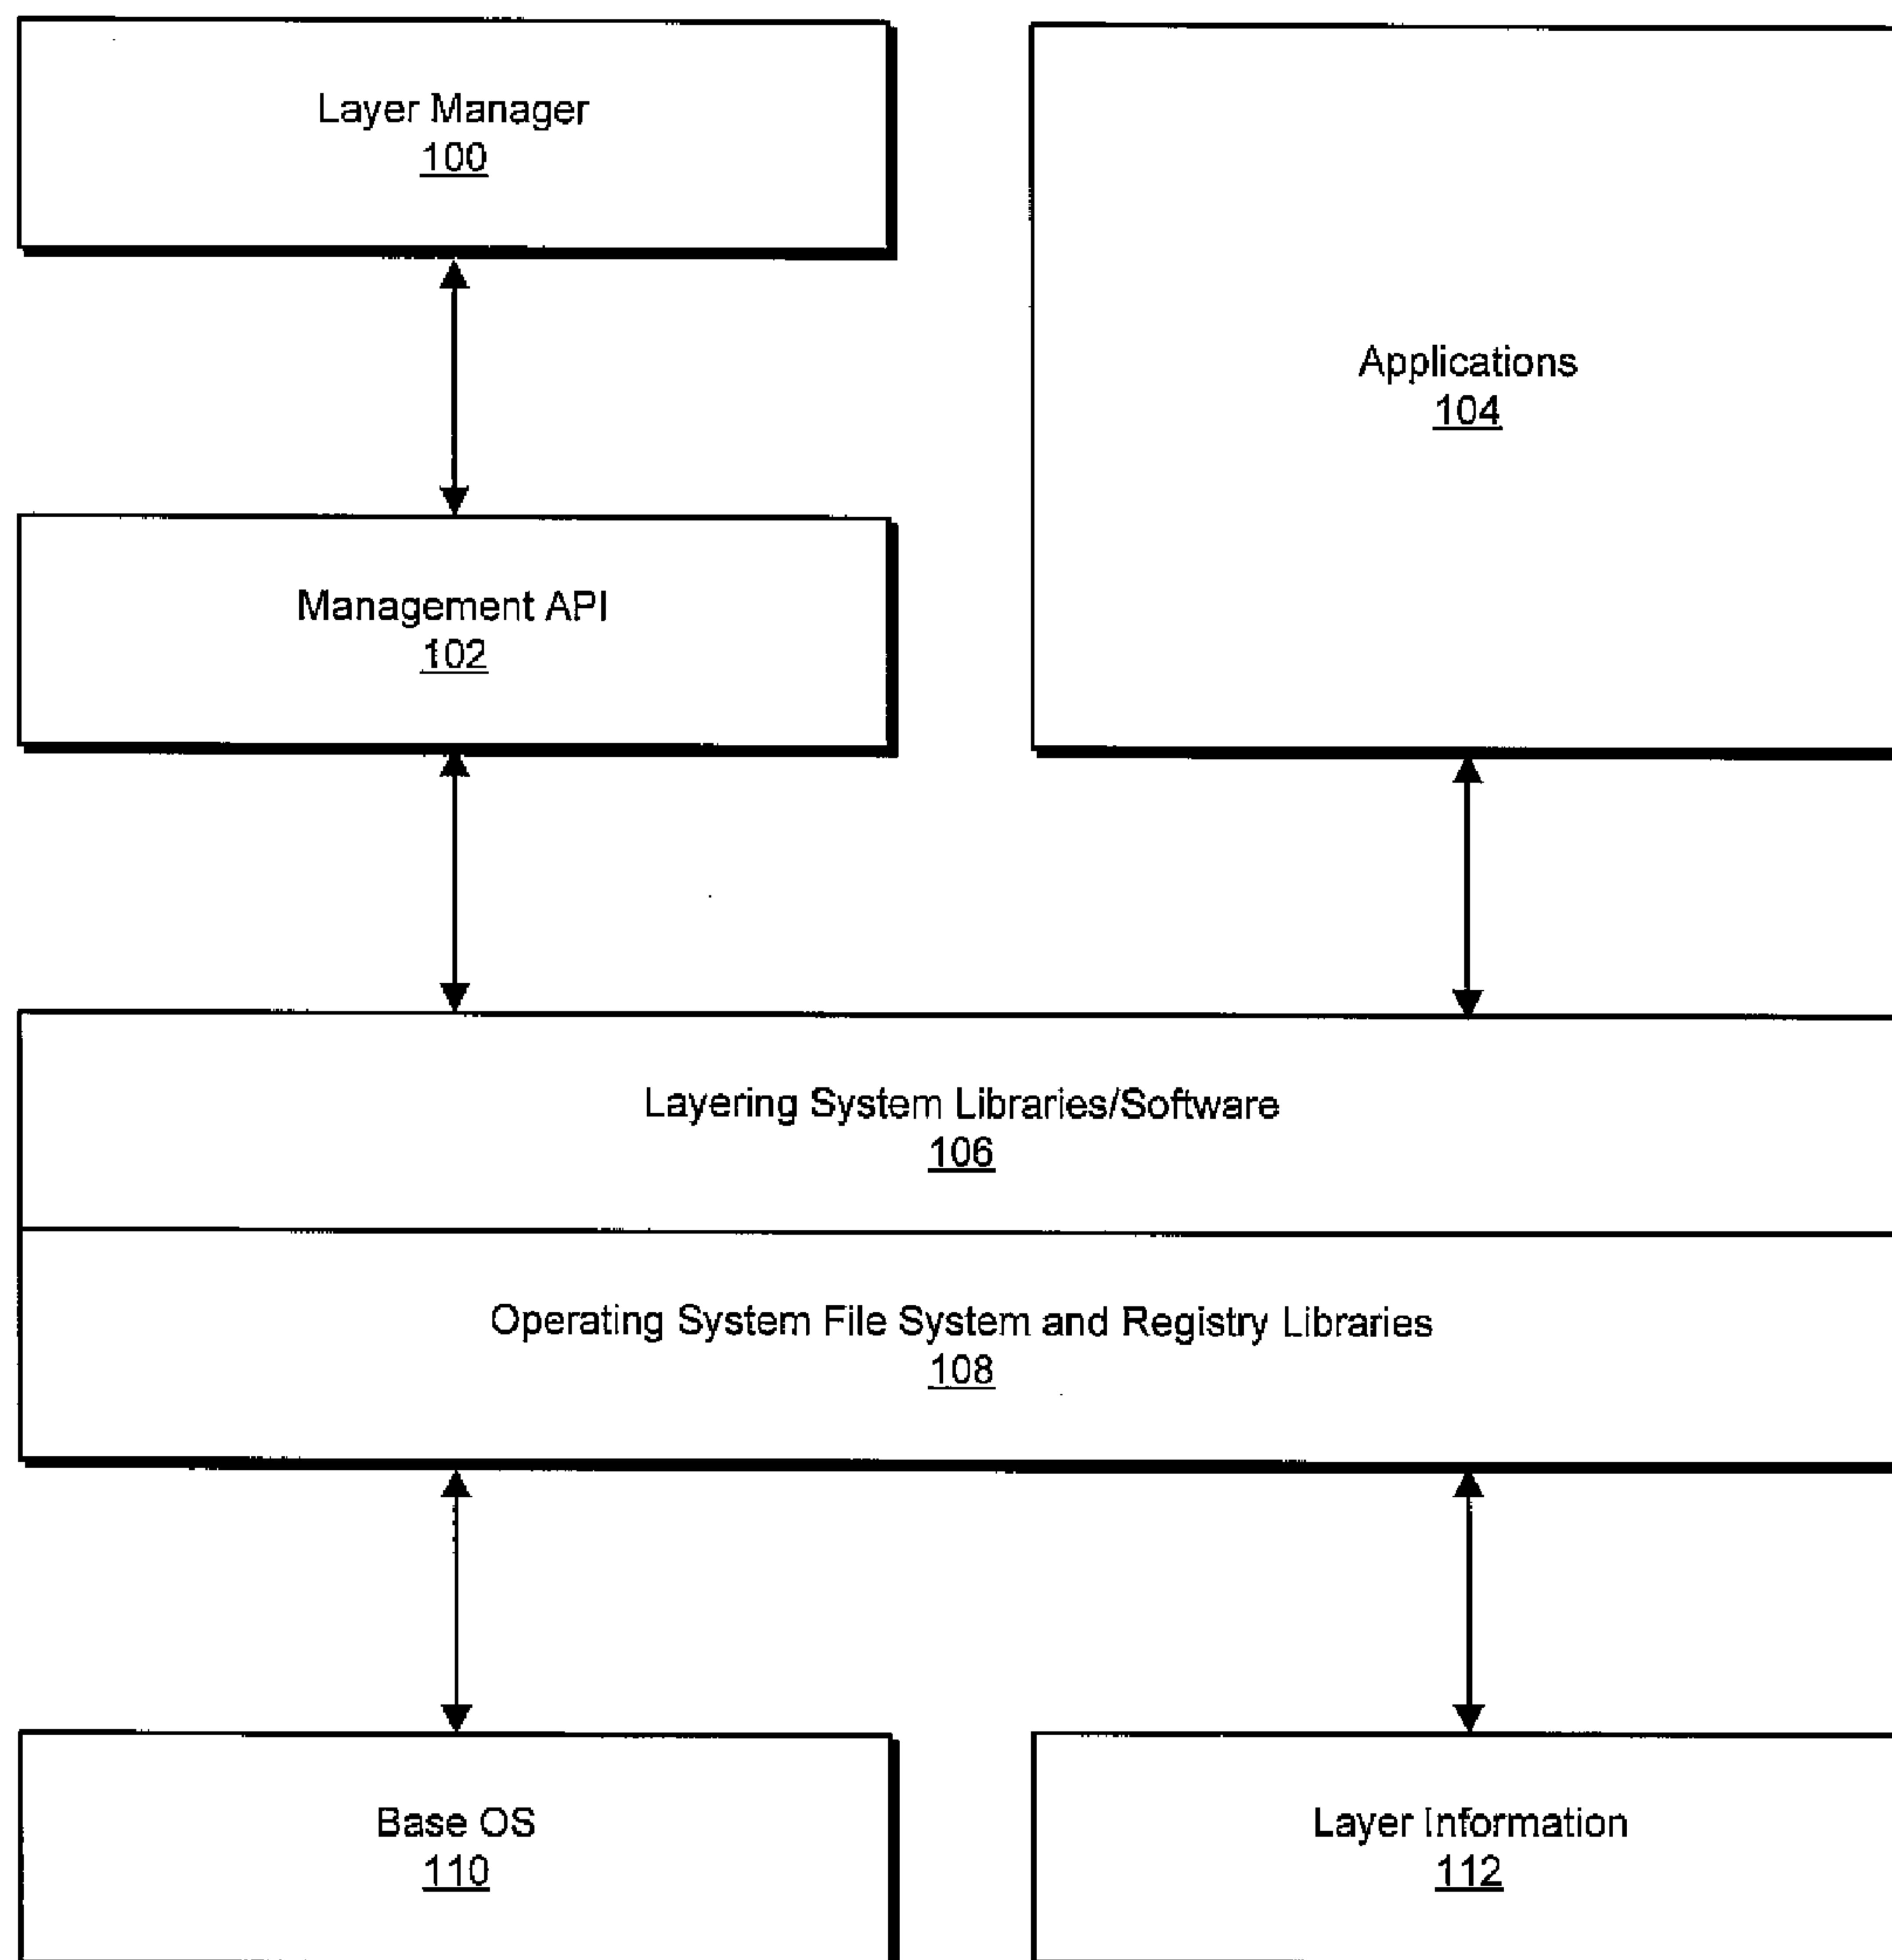 Layer Manager
100
Applications
104
Management API
102
Layering System Libraries/Software
106
Operating System File System and Registry Libraries
108
Base OS
110
Layer Information
112